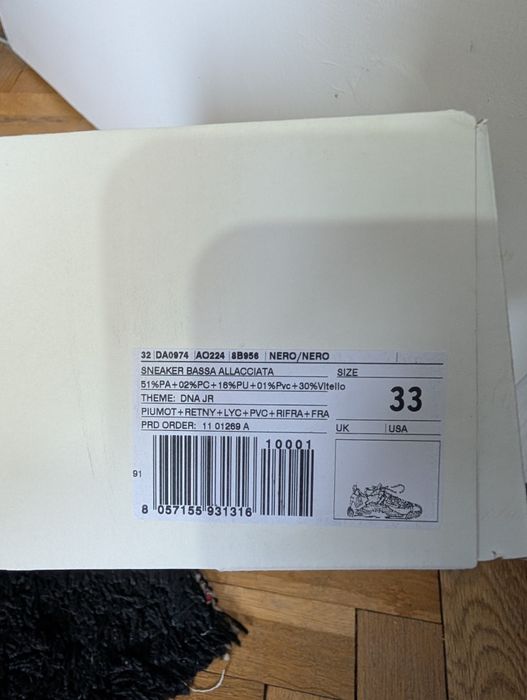 32 DA0974 AO224 8B956 NERO/NERO
SNEAKER BASSA ALLACCIATA
SIZE
51%PA+02%PC+16%PU+01%Pvc+30%Vitello
33
THEME: DNA JR
PIUMOT+RETNY+LYC+PVC+RIFRA+FRA
PRD ORDER: 11 01269 A
UK USA
10001
91
8 057155 931316